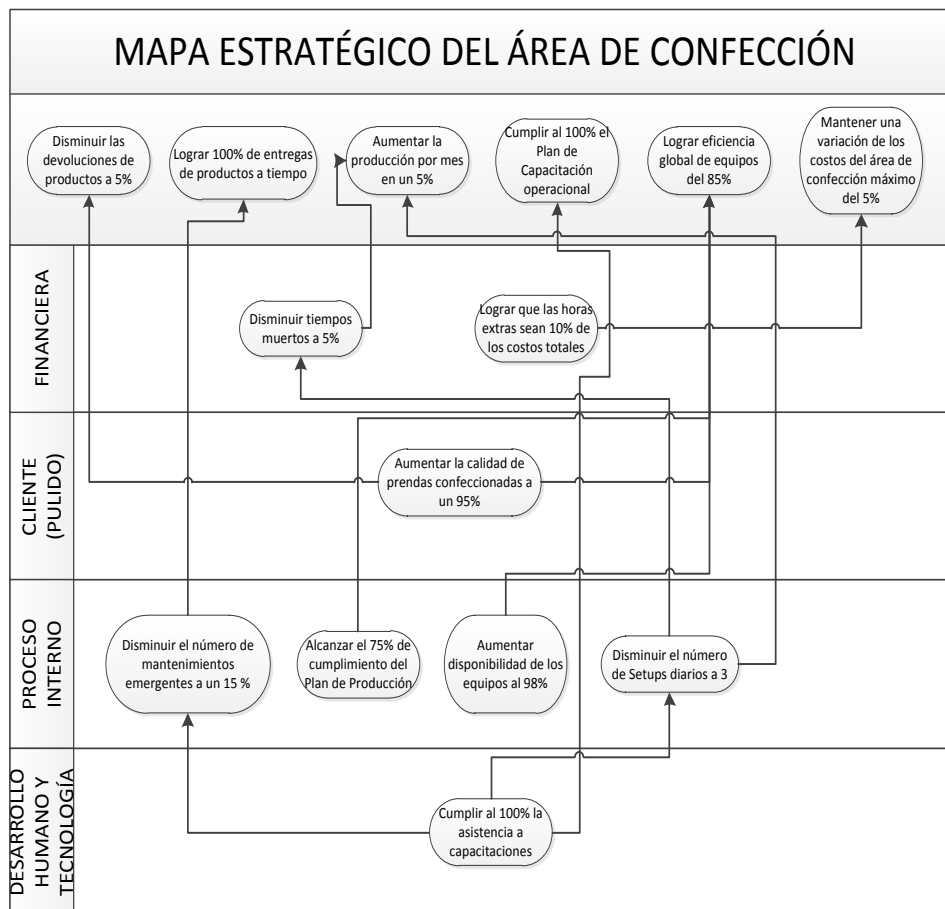 MAPA ESTRATÉGICO DEL ÁREA DE CONFECCIÓN
Disminuir las
devoluciones de
productos a 5%
Lograr 100% de entregas
de productos a tiempo
Aumentar la
producción por mes
en un 5%
Cumplir al 100% el
Plan de
Capacitación
operacional
Lograr eficiencia
global de equipos
del 85%
Mantener una
variación de los
costos del área de
confección máximo
del 5%
FINANCIERA
Disminuir tiempos
muertos a 5%
Lograr que las horas
extras sean 10% de
los costos totales
CLIENTE
(PULIDO)
Aumentar la calidad de
prendas confeccionadas a
un 95%
PROCESO
INTERNO
Disminuir el número de
mantenimientos
emergentes a un 15 %
Alcanzar el 75% de
cumplimiento del
Plan de Producción
Aumentar
disponibilidad de los
equipos al 98%
Disminuir el número
de Setups diarios a 3
DESARROLLO
HUMANO Y
TECNOLOGÍA
Cumplir al 100% la
asistencia a
capacitaciones